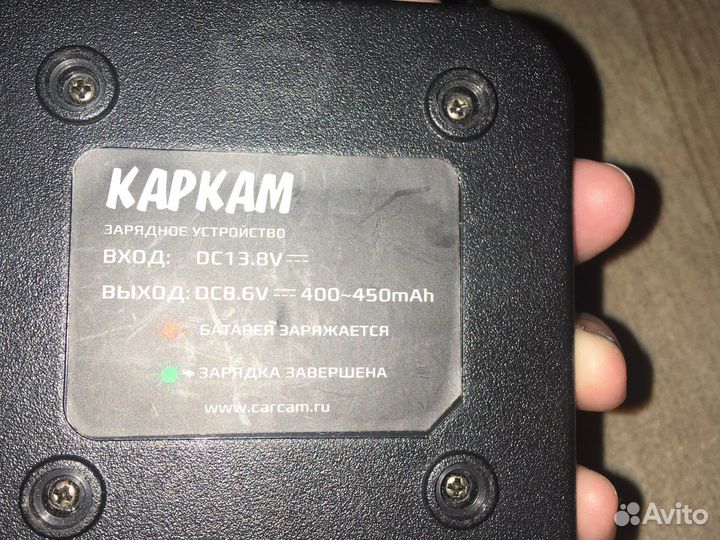 КАРКАМ
ЗАРЯДНОЕ УСТРОЙСТВО
ВХОД: DC13.8V ⎓
ВЫХОД: DC8.6V ⎓ 400~450mAh
- БАТАРЕЯ ЗАРЯЖАЕТСЯ
- ЗАРЯДКА ЗАВЕРШЕНА
www.carcam.ru
Avito